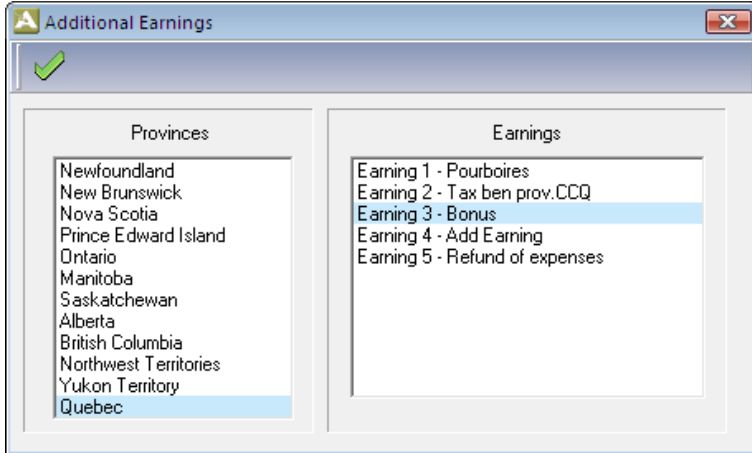 Additional Earnings
Provinces
Newfoundland
New Brunswick
Nova Scotia
Prince Edward Island
Ontario
Manitoba
Saskatchewan
Alberta
British Columbia
Northwest Territories
Yukon Territory
Quebec
Earnings
Earning 1 - Pourboires
Earning 2 - Tax ben prov.CCQ
Earning 3 - Bonus
Earning 4 - Add Earning
Earning 5 - Refund of expenses